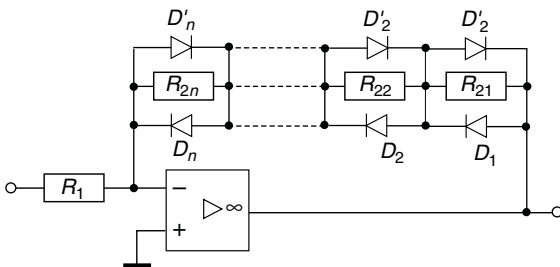 D'n D'2 D'2
R2n R22 R21
Dn D2 D1
R1
− ∞
+